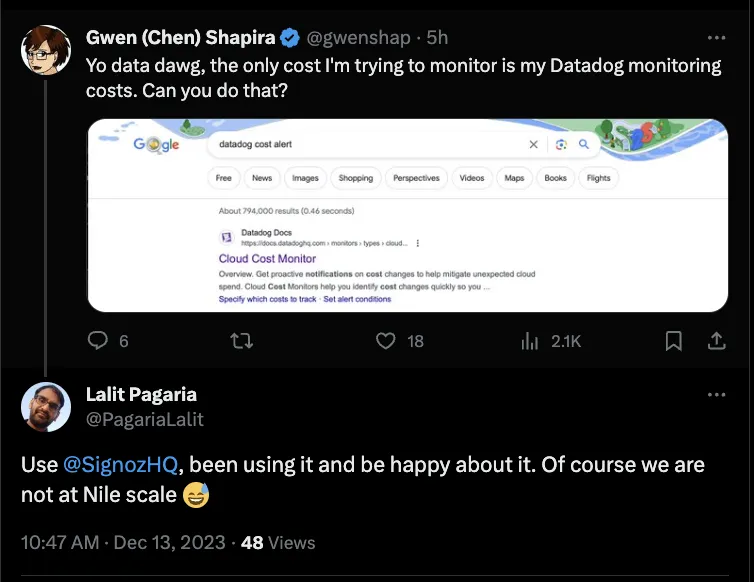 Gwen (Chen) Shapira @gwenshap · 5h
Yo data dawg, the only cost I'm trying to monitor is my Datadog monitoring
costs. Can you do that?
Google
datadog cost alert
Free News Images Shopping Perspectives Videos Maps Books Flights
About 794,000 results (0.46 seconds)
Datadog Docs
https://docs.datadoghq.com › monitors › types › cloud...
Cloud Cost Monitor
Overview. Get proactive notifications on cost changes to help mitigate unexpected cloud
spend. Cloud Cost Monitors help you identify cost changes quickly so you ...
Specify which costs to track · Set alert conditions
6 18 2.1K
Lalit Pagaria
@PagariaLalit
Use @SignozHQ, been using it and be happy about it. Of course we are
not at Nile scale 😅
10:47 AM · Dec 13, 2023 · 48 Views